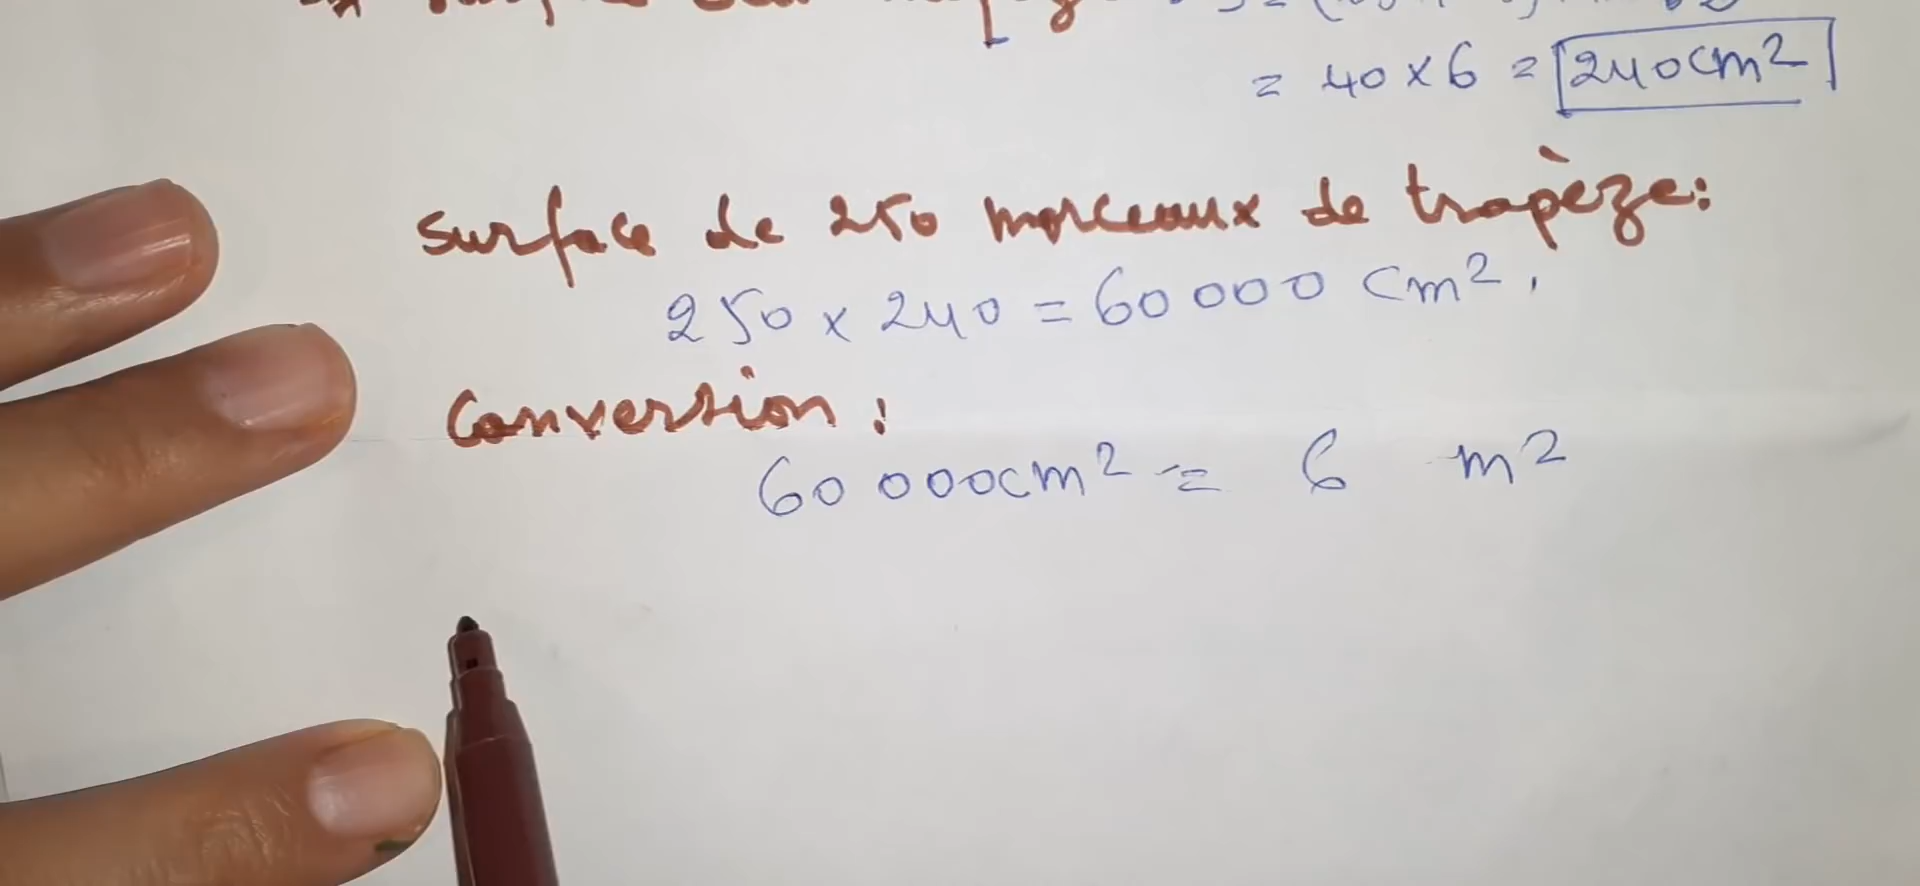 = 40 x 6 = 240cm²
surface de 250 morceaux de trapèze:
250 x 240 = 60 000 cm².
Conversion :
60 000cm² = 6 m²